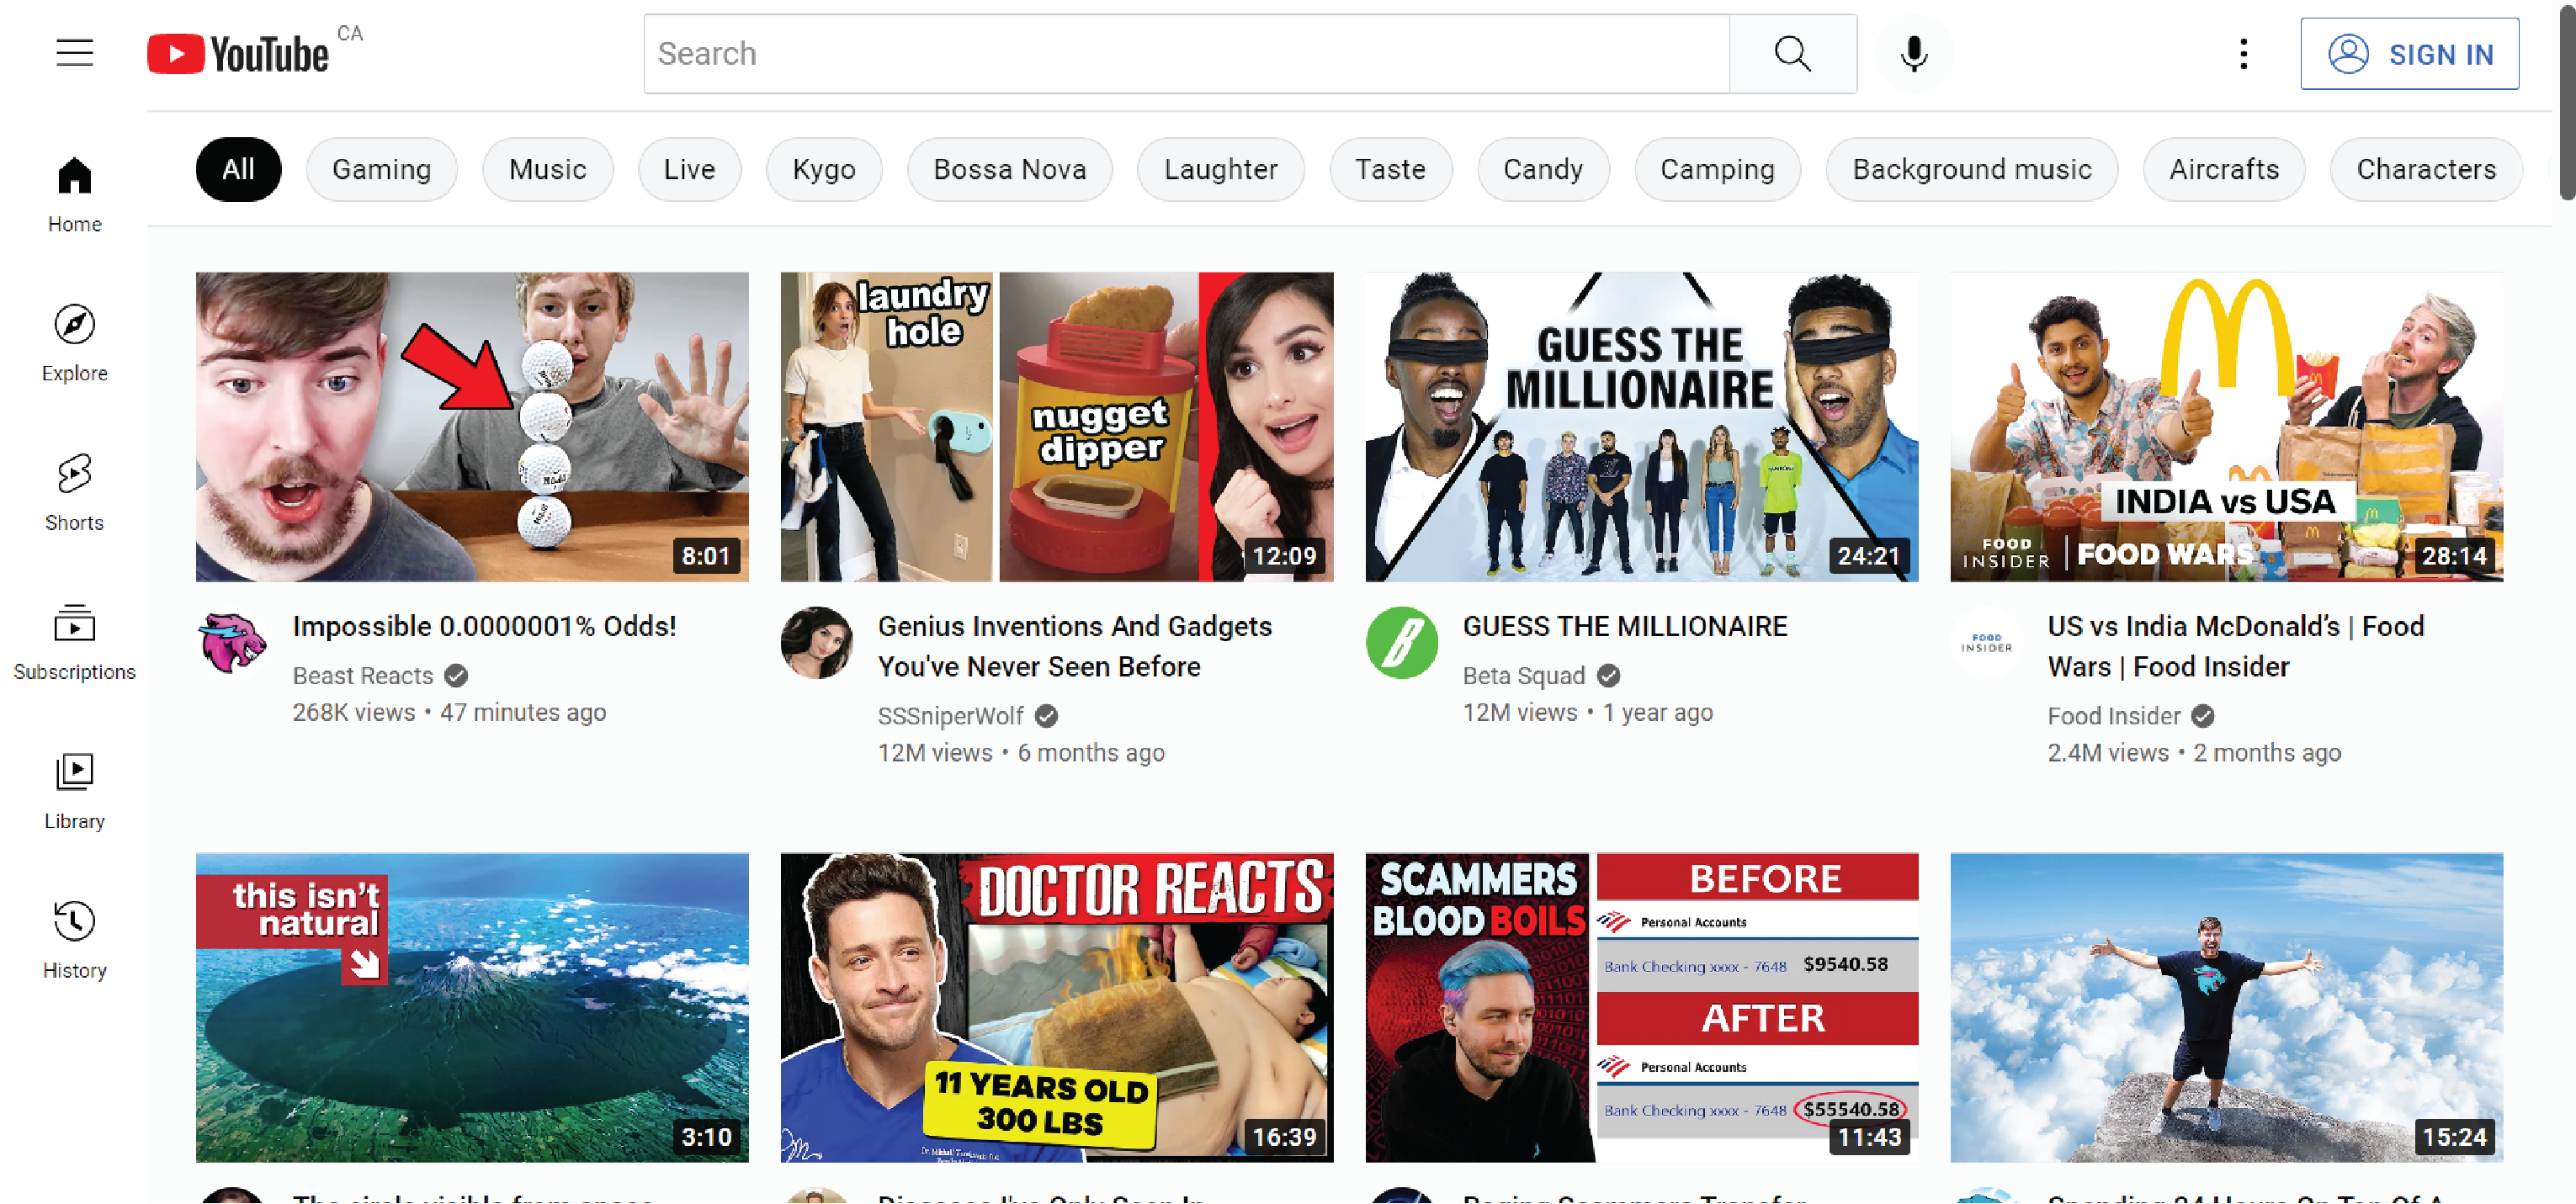 YouTube CA
Search
SIGN IN
All
Gaming
Music
Live
Kygo
Bossa Nova
Laughter
Taste
Candy
Camping
Background music
Aircrafts
Characters
Home
Explore
Shorts
Subscriptions
Library
History
8:01
Impossible 0.0000001% Odds!
Beast Reacts
268K views • 47 minutes ago
laundry
hole
nugget
dipper
12:09
Genius Inventions And Gadgets
You've Never Seen Before
SSSniperWolf
12M views • 6 months ago
GUESS THE
MILLIONAIRE
24:21
GUESS THE MILLIONAIRE
Beta Squad
12M views • 1 year ago
INDIA vs USA
FOOD
INSIDER
FOOD WARS
28:14
FOOD
INSIDER
US vs India McDonald’s | Food
Wars | Food Insider
Food Insider
2.4M views • 2 months ago
this isn't
natural
3:10
DOCTOR REACTS
11 YEARS OLD
300 LBS
16:39
SCAMMERS
BLOOD BOILS
BEFORE
Personal Accounts
Bank Checking xxxx - 7648 $9540.58
AFTER
Personal Accounts
Bank Checking xxxx - 7648 $55540.58
11:43
15:24